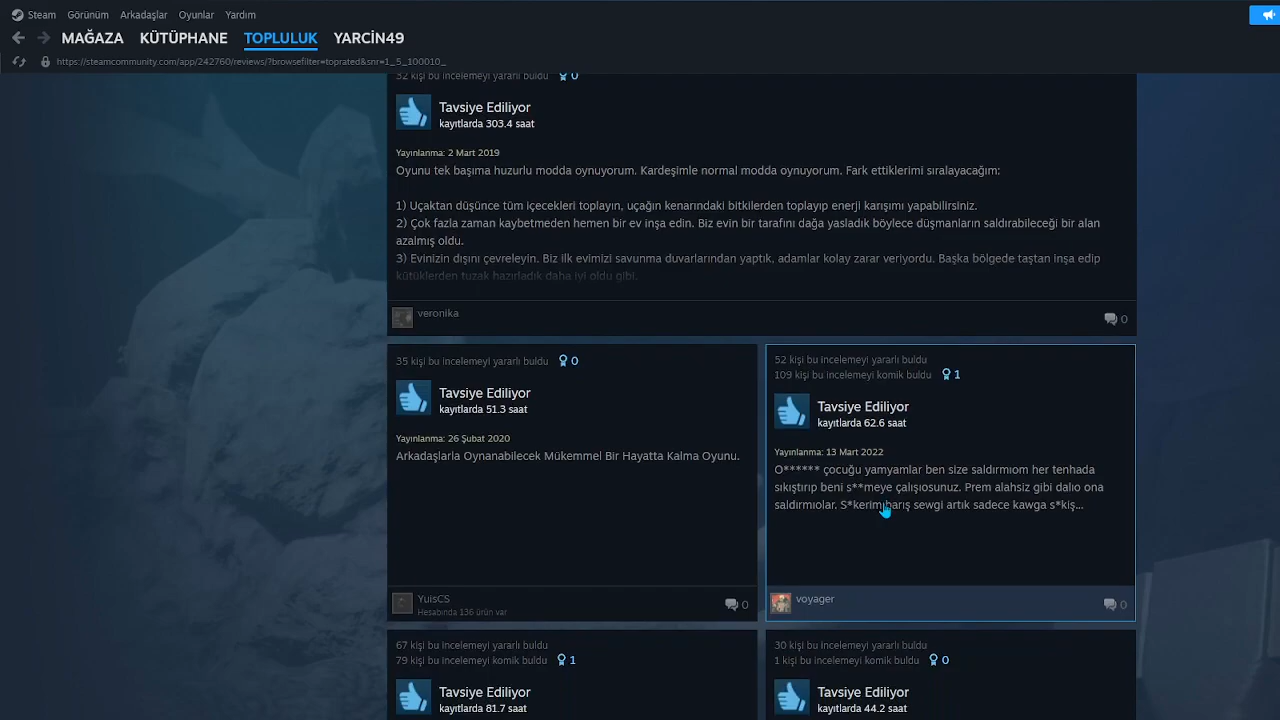 Steam Görünüm Arkadaşlar Oyunlar Yardım
MAĞAZA KÜTÜPHANE TOPLULUK YARCİN49
https://steamcommunity.com/app/242760/reviews/?browsefilter=toprated&snr=1_5_100010_
32 kişi bu incelemeyi yararlı buldu 0
Tavsiye Ediliyor
kayıtlarda 303.4 saat
Yayınlanma: 2 Mart 2019
Oyunu tek başıma huzurlu modda oynuyorum. Kardeşimle normal modda oynuyorum. Fark ettiklerimi sıralayacağım:
1) Uçaktan düşünce tüm içecekleri toplayın, uçağın kenarındaki bitkilerden toplayıp enerji karışımı yapabilirsiniz.
2) Çok fazla zaman kaybetmeden hemen bir ev inşa edin. Biz evin bir tarafını dağa yasladık böylece düşmanların saldırabileceği bir alan
azalmış oldu.
3) Evinizin dışını çevreleyin. Biz ilk evimizi savunma duvarlarından yaptık, adamlar kolay zarar veriyordu. Başka bölgede taştan inşa edip
kütüklerden tuzak hazırladık daha iyi oldu gibi.
veronika
0
35 kişi bu incelemeyi yararlı buldu 0
Tavsiye Ediliyor
kayıtlarda 51.3 saat
Yayınlanma: 26 Şubat 2020
Arkadaşlarla Oynanabilecek Mükemmel Bir Hayatta Kalma Oyunu.
YuisCS
Hesabında 136 ürün var
0
52 kişi bu incelemeyi yararlı buldu
109 kişi bu incelemeyi komik buldu 1
Tavsiye Ediliyor
kayıtlarda 62.6 saat
Yayınlanma: 13 Mart 2022
O****** çocuğu yamyamlar ben size saldırmıom her tenhada
sıkıştırıp beni s**meye çalışıosunuz. Prem alahsiz gibi dalıo ona
saldırmıolar. S*kerim barış sewgi artık sadece kawga s*kiş...
voyager
0
67 kişi bu incelemeyi yararlı buldu
79 kişi bu incelemeyi komik buldu 1
Tavsiye Ediliyor
kayıtlarda 81.7 saat
30 kişi bu incelemeyi yararlı buldu
1 kişi bu incelemeyi komik buldu 0
Tavsiye Ediliyor
kayıtlarda 44.2 saat